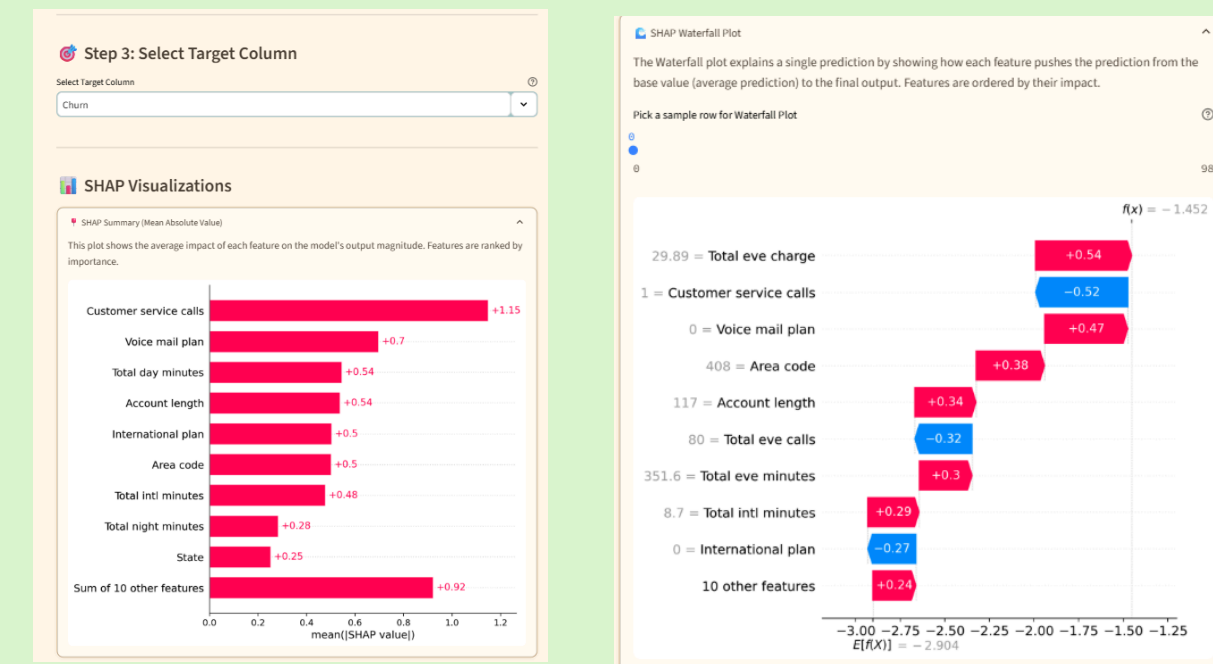 Step 3: Select Target Column
Select Target Column
Churn
SHAP Visualizations
SHAP Summary (Mean Absolute Value)
This plot shows the average impact of each feature on the model's output magnitude. Features are ranked by
importance.
Customer service calls +1.15
Voice mail plan +0.7
Total day minutes +0.54
Account length +0.54
International plan +0.5
Area code +0.5
Total intl minutes +0.48
Total night minutes +0.28
State +0.25
Sum of 10 other features +0.92
0.0 0.2 0.4 0.6 0.8 1.0 1.2
mean(|SHAP value|)
SHAP Waterfall Plot
The Waterfall plot explains a single prediction by showing how each feature pushes the prediction from the
base value (average prediction) to the final output. Features are ordered by their impact.
Pick a sample row for Waterfall Plot
0
0 98
f(x) = −1.452
29.89 = Total eve charge +0.54
1 = Customer service calls −0.52
0 = Voice mail plan +0.47
408 = Area code +0.38
117 = Account length +0.34
80 = Total eve calls −0.32
351.6 = Total eve minutes +0.3
8.7 = Total intl minutes +0.29
0 = International plan −0.27
10 other features +0.24
−3.00 −2.75 −2.50 −2.25 −2.00 −1.75 −1.50 −1.25
E[f(X)] = −2.904